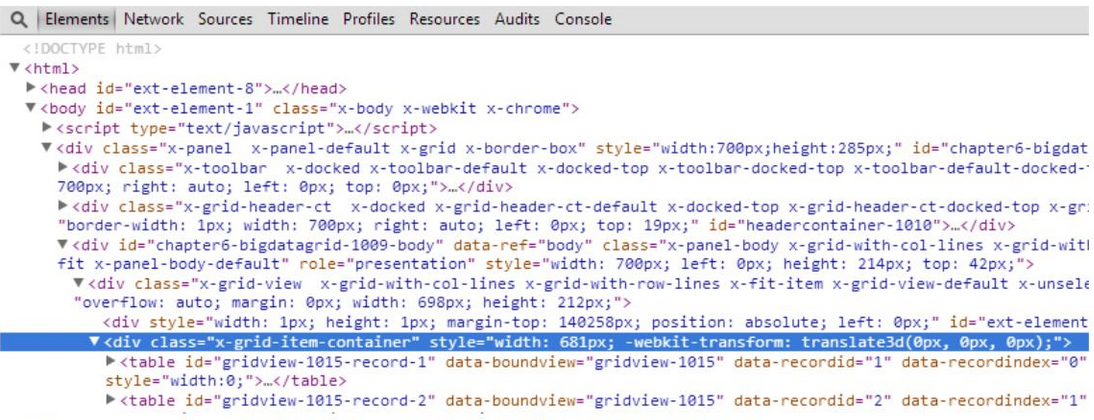 Elements Network Sources Timeline Profiles Resources Audits Console
<!DOCTYPE html>
▼<html>
▶<head id="ext-element-8">…</head>
▼<body id="ext-element-1" class="x-body x-webkit x-chrome">
▶<script type="text/javascript">…</script>
▼<div class="x-panel  x-panel-default x-grid x-border-box" style="width:700px;height:285px;" id="chapter6-bigdat
▶<div class="x-toolbar  x-docked x-toolbar-default x-docked-top x-toolbar-docked-top x-toolbar-default-docked-
700px; right: auto; left: 0px; top: 0px;">…</div>
▶<div class="x-grid-header-ct  x-docked x-grid-header-ct-default x-docked-top x-grid-header-ct-docked-top x-gr
"border-width: 1px; width: 700px; right: auto; left: 0px; top: 19px;" id="headercontainer-1010">…</div>
▼<div id="chapter6-bigdatagrid-1009-body" data-ref="body" class="x-panel-body x-grid-with-col-lines x-grid-wit
fit x-panel-body-default" role="presentation" style="width: 700px; left: 0px; height: 214px; top: 42px;">
▼<div class="x-grid-view  x-grid-with-col-lines x-grid-with-row-lines x-fit-item x-grid-view-default x-unsele
"overflow: auto; margin: 0px; width: 698px; height: 212px;">
<div style="width: 1px; height: 1px; margin-top: 140258px; position: absolute; left: 0px;" id="ext-element
▼<div class="x-grid-item-container" style="width: 681px; -webkit-transform: translate3d(0px, 0px, 0px);">
▶<table id="gridview-1015-record-1" data-boundview="gridview-1015" data-recordid="1" data-recordindex="0"
style="width:0;">…</table>
▶<table id="gridview-1015-record-2" data-boundview="gridview-1015" data-recordid="2" data-recordindex="1"